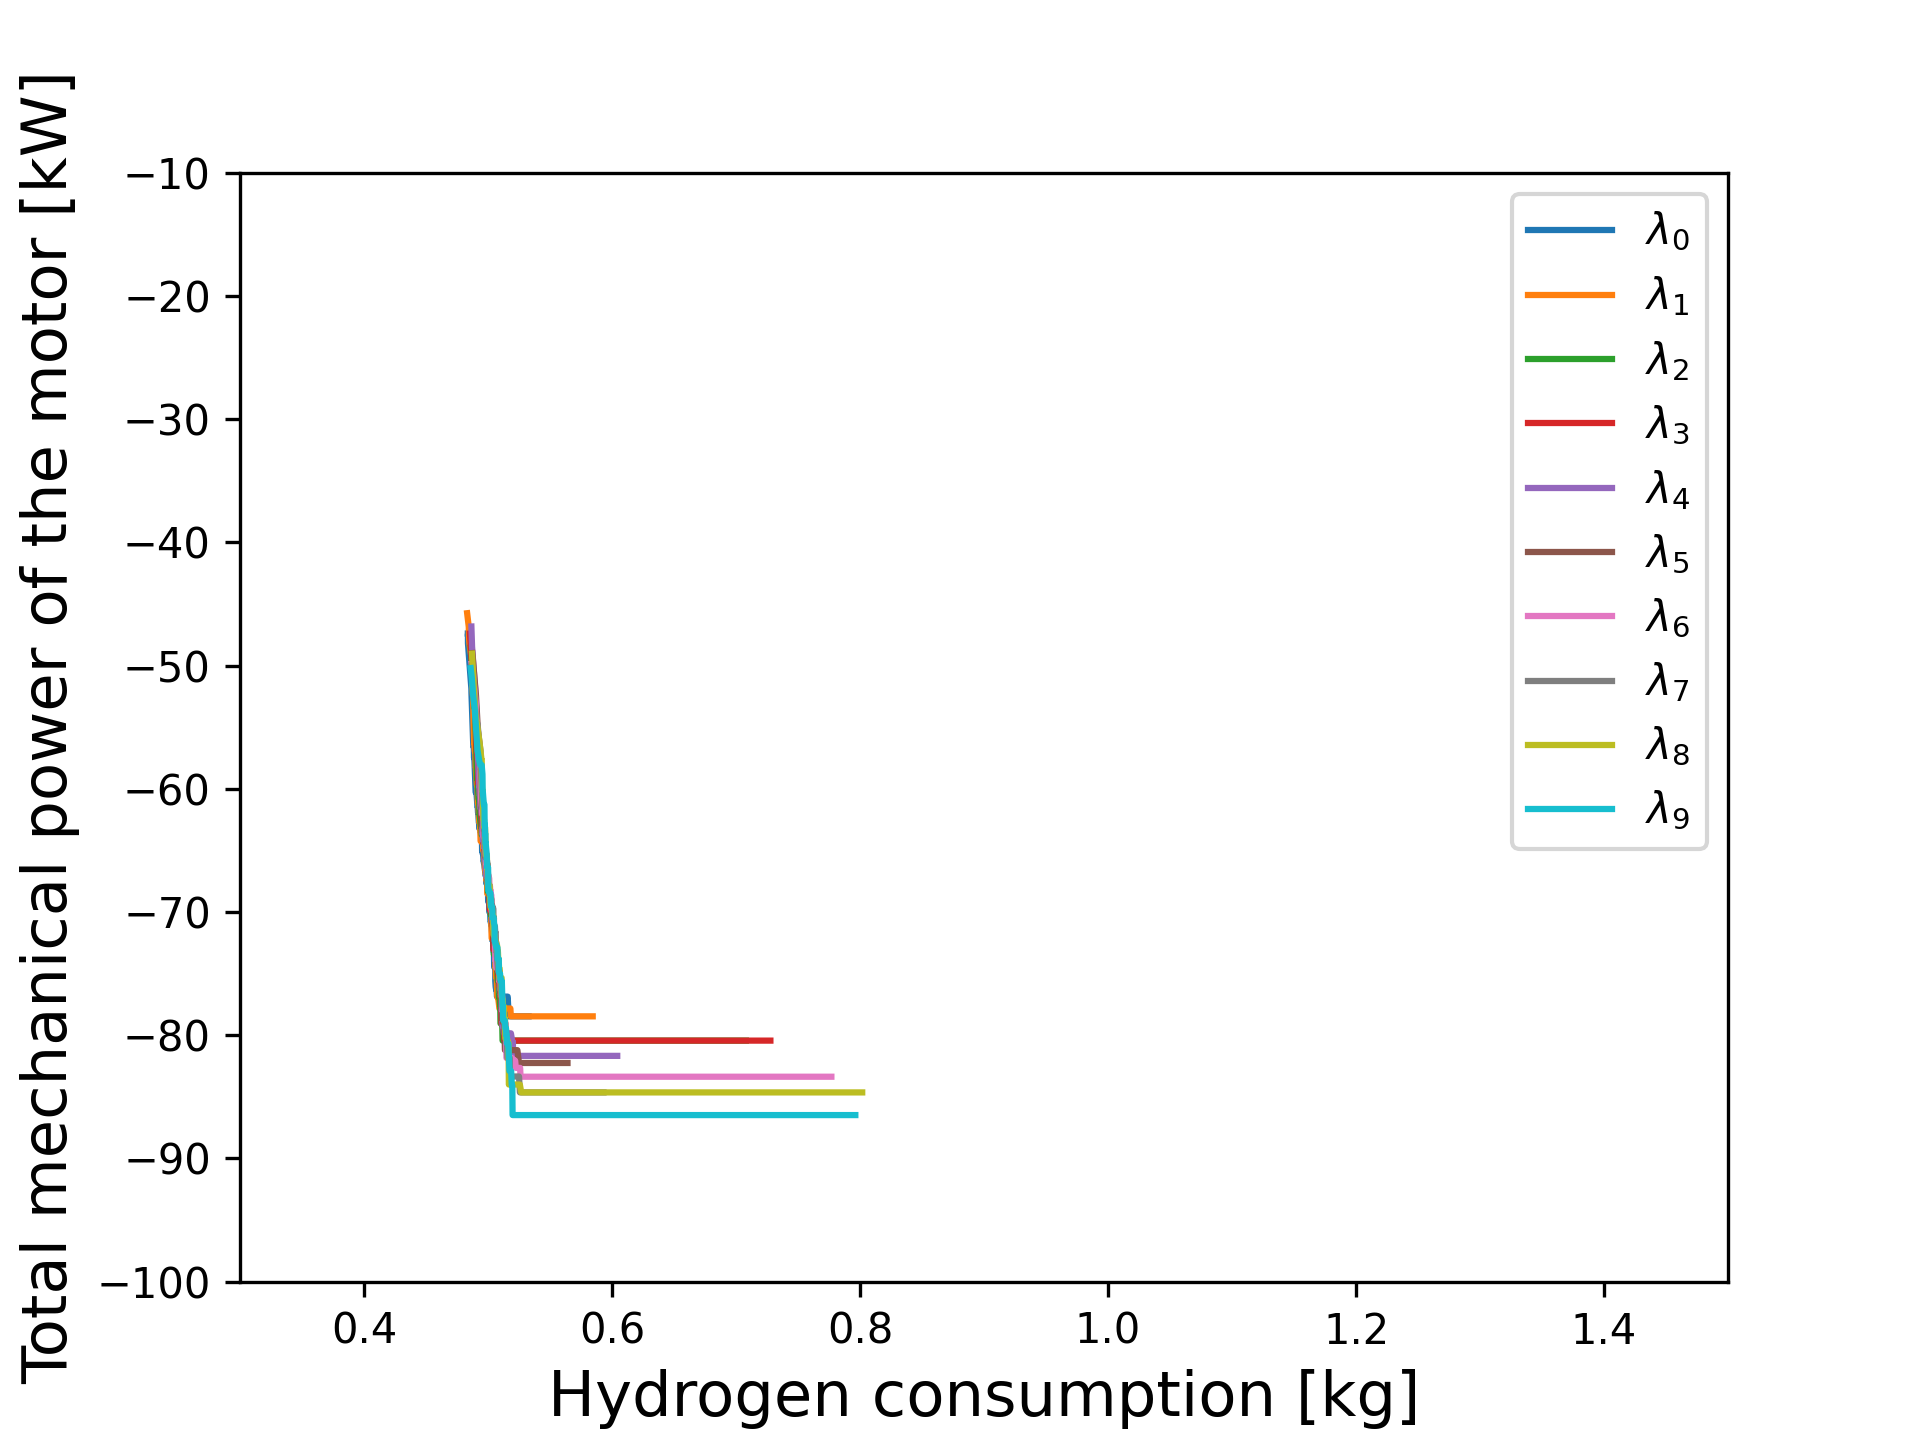 Total mechanical power of the motor [kW]
−10
−20
−30
−40
−50
−60
−70
−80
−90
−100
0.4 0.6 0.8 1.0 1.2 1.4
Hydrogen consumption [kg]
λ0
λ1
λ2
λ3
λ4
λ5
λ6
λ7
λ8
λ9